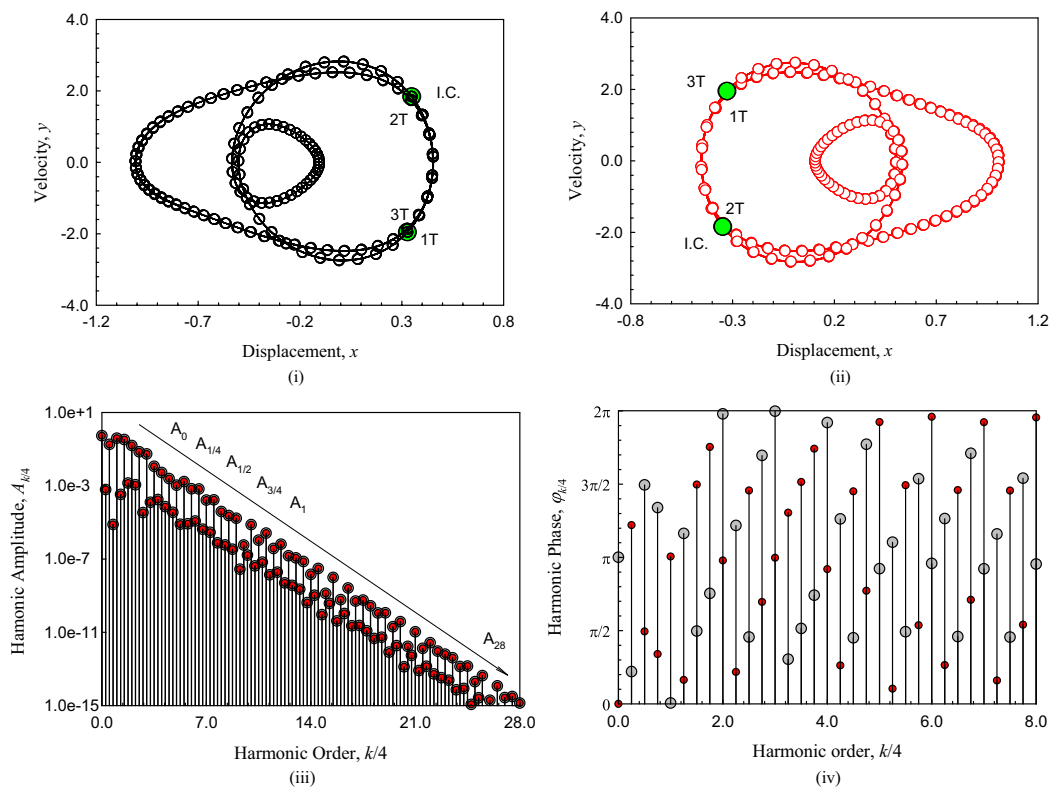 4.0
2.0
0.0
-2.0
-4.0
Velocity, y
I.C.
2T
3T
1T
-1.2
-0.7
-0.2
0.3
0.8
Displacement, x
(i)
4.0
2.0
0.0
-2.0
-4.0
Velocity, y
3T
1T
2T
I.C.
-0.8
-0.3
0.2
0.7
1.2
Displacement, x
(ii)
1.0e+1
1.0e-3
1.0e-7
1.0e-11
1.0e-15
Hamonic Amplitude, A_{k/4}
A_0
A_{1/4}
A_{1/2}
A_{3/4}
A_1
A_{28}
0.0
7.0
14.0
21.0
28.0
Harmonic Order, k/4
(iii)
2π
3π/2
π
π/2
0
Harmonic Phase, φ_{k/4}
0.0
2.0
4.0
6.0
8.0
Harmonic order, k/4
(iv)